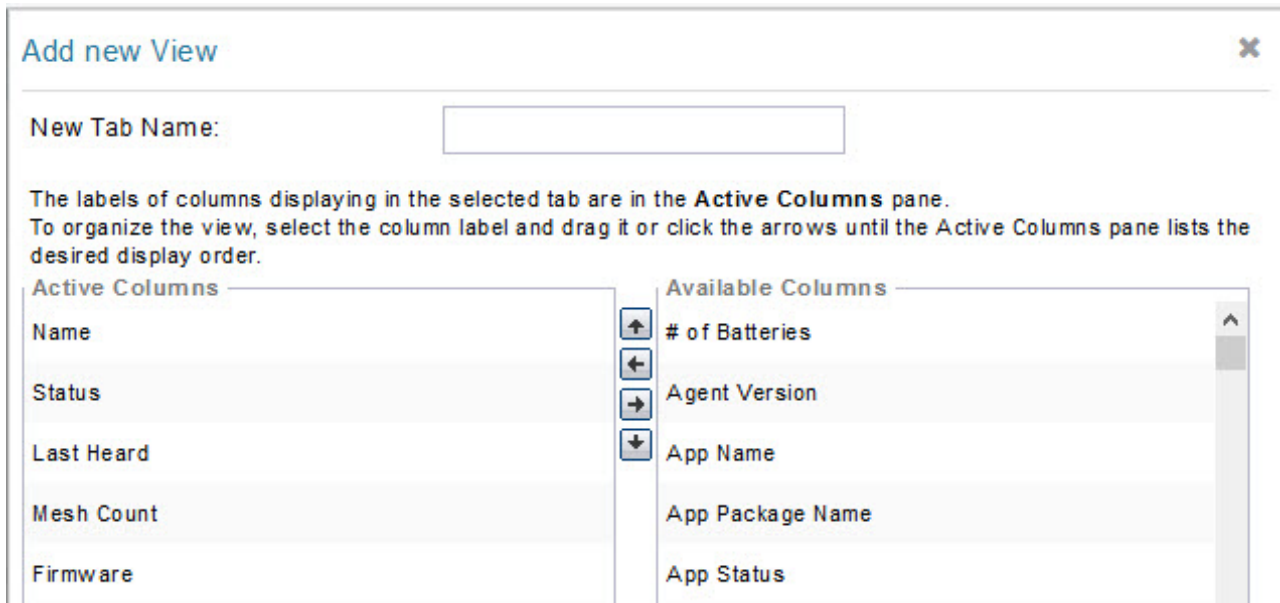 Add new View
New Tab Name:
The labels of columns displaying in the selected tab are in the Active Columns pane.
To organize the view, select the column label and drag it or click the arrows until the Active Columns pane lists the
desired display order.
Active Columns
Name
Status
Last Heard
Mesh Count
Firmware
Available Columns
# of Batteries
Agent Version
App Name
App Package Name
App Status